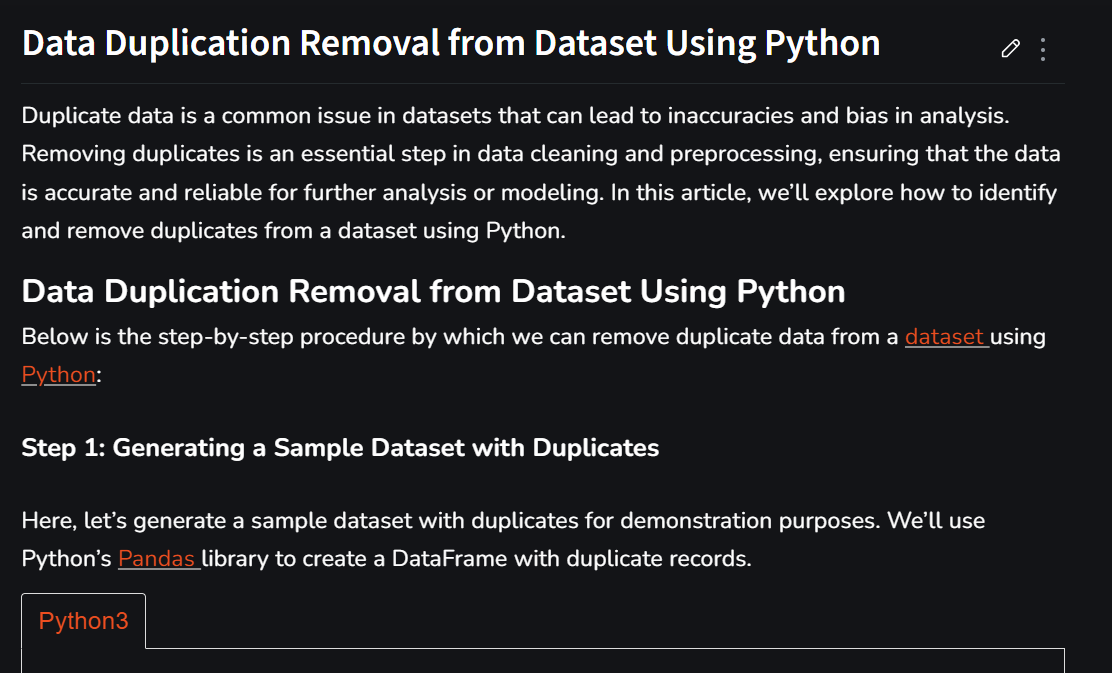 Data Duplication Removal from Dataset Using Python
Duplicate data is a common issue in datasets that can lead to inaccuracies and bias in analysis.
Removing duplicates is an essential step in data cleaning and preprocessing, ensuring that the data
is accurate and reliable for further analysis or modeling. In this article, we’ll explore how to identify
and remove duplicates from a dataset using Python.
Data Duplication Removal from Dataset Using Python
Below is the step-by-step procedure by which we can remove duplicate data from a dataset using
Python:
Step 1: Generating a Sample Dataset with Duplicates
Here, let’s generate a sample dataset with duplicates for demonstration purposes. We’ll use
Python’s Pandas library to create a DataFrame with duplicate records.
Python3